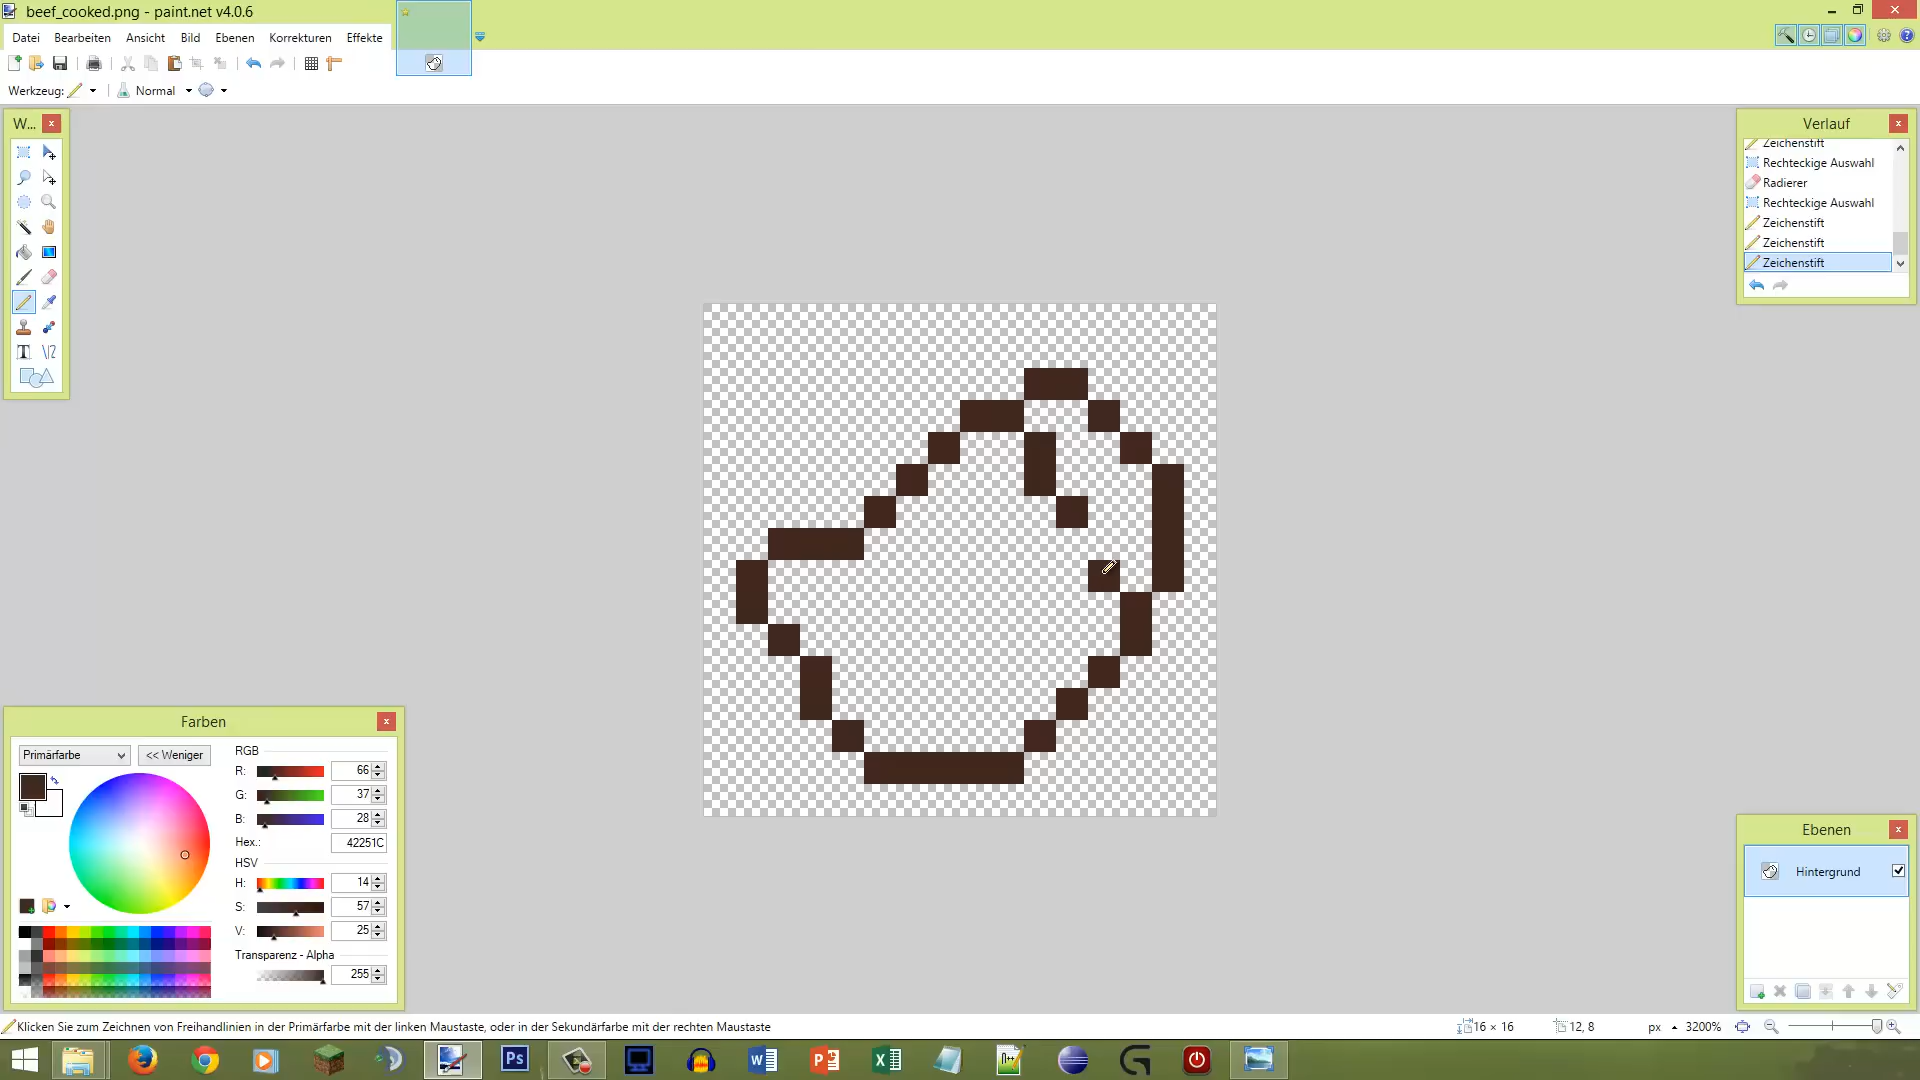 beef_cooked.png - paint.net v4.0.6
Datei Bearbeiten Ansicht Bild Ebenen Korrekturen Effekte
Werkzeug: Normal
W...
Verlauf
Zeichenstift
Rechteckige Auswahl
Radierer
Rechteckige Auswahl
Zeichenstift
Zeichenstift
Zeichenstift
Farben
Primärfarbe << Weniger
RGB
R: 66
G: 37
B: 28
Hex.: 42251C
HSV
H: 14
S: 57
V: 25
Transparenz - Alpha
255
Ebenen
Hintergrund
Klicken Sie zum Zeichnen von Freihandlinien in der Primärfarbe mit der linken Maustaste, oder in der Sekundärfarbe mit der rechten Maustaste
16 × 16 12, 8 px 3200%
Ps